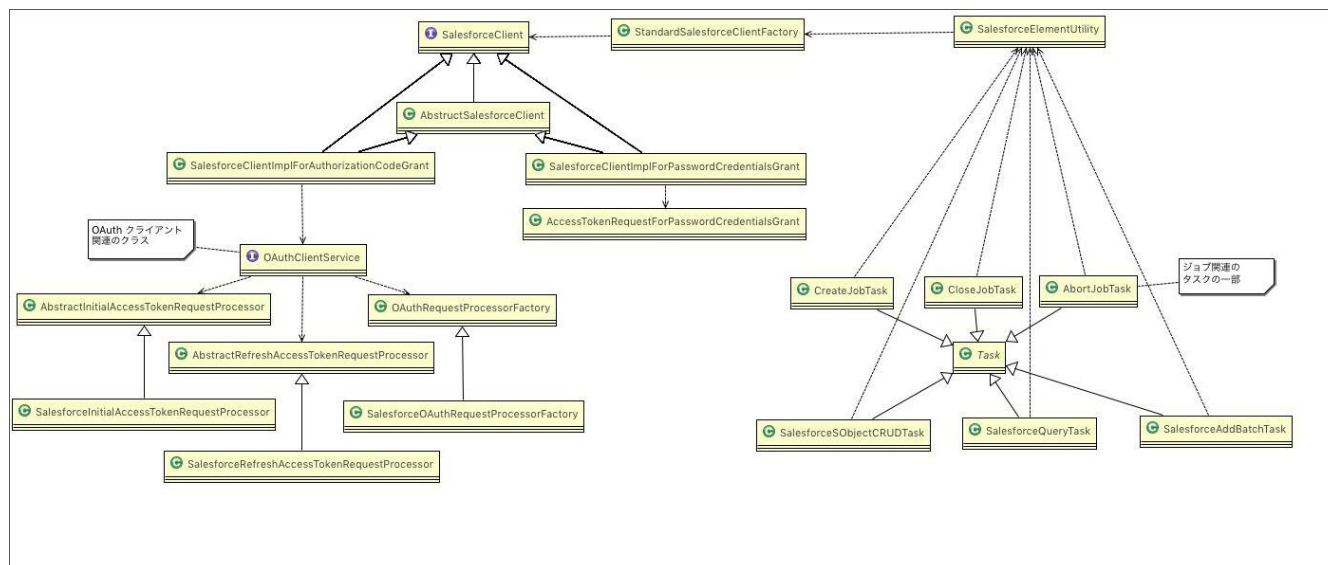 I SalesforceClient
C StandardSalesforceClientFactory
C SalesforceElementUtility
C AbstructSalesforceClient
C SalesforceClientImplForAuthorizationCodeGrant
C SalesforceClientImplForPasswordCredentialsGrant
C AccessTokenRequestForPasswordCredentialsGrant
OAuth クライアント
関連のクラス
I OAuthClientService
C AbstractInitialAccessTokenRequestProcessor
C OAuthRequestProcessorFactory
C AbstractRefreshAccessTokenRequestProcessor
C SalesforceInitialAccessTokenRequestProcessor
C SalesforceOAuthRequestProcessorFactory
C SalesforceRefreshAccessTokenRequestProcessor
C CreateJobTask
C CloseJobTask
C AbortJobTask
ジョブ関連の
タスクの一部
C Task
C SalesforceSObjectCRUDTask
C SalesforceQueryTask
C SalesforceAddBatchTask